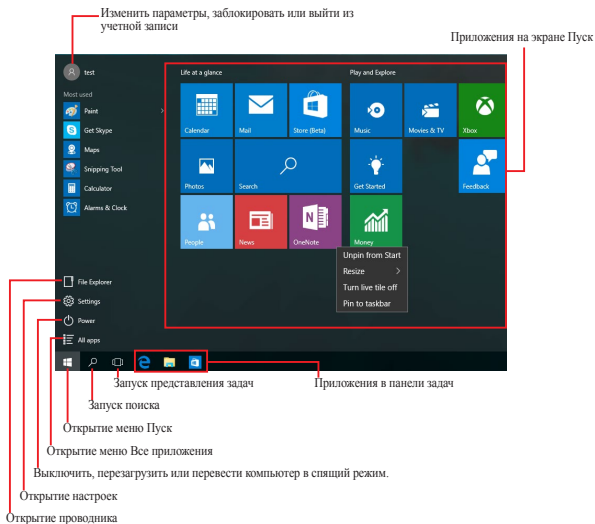 Изменить параметры, заблокировать или выйти из
учетной записи
Приложения на экране Пуск
test
Life at a glance
Play and Explore
Most used
Paint
Get Skype
Maps
Snipping Tool
Calculator
Alarms & Clock
Calendar
Mail
Store (Beta)
Music
Movies & TV
Xbox
Photos
Search
Get Started
Feedback
People
News
OneNote
Money
Unpin from Start
Resize
Turn live tile off
Pin to taskbar
File Explorer
Settings
Power
All apps
Запуск представления задач
Приложения в панели задач
Запуск поиска
Открытие меню Пуск
Открытие меню Все приложения
Выключить, перезагрузить или перевести компьютер в спящий режим.
Открытие настроек
Открытие проводника